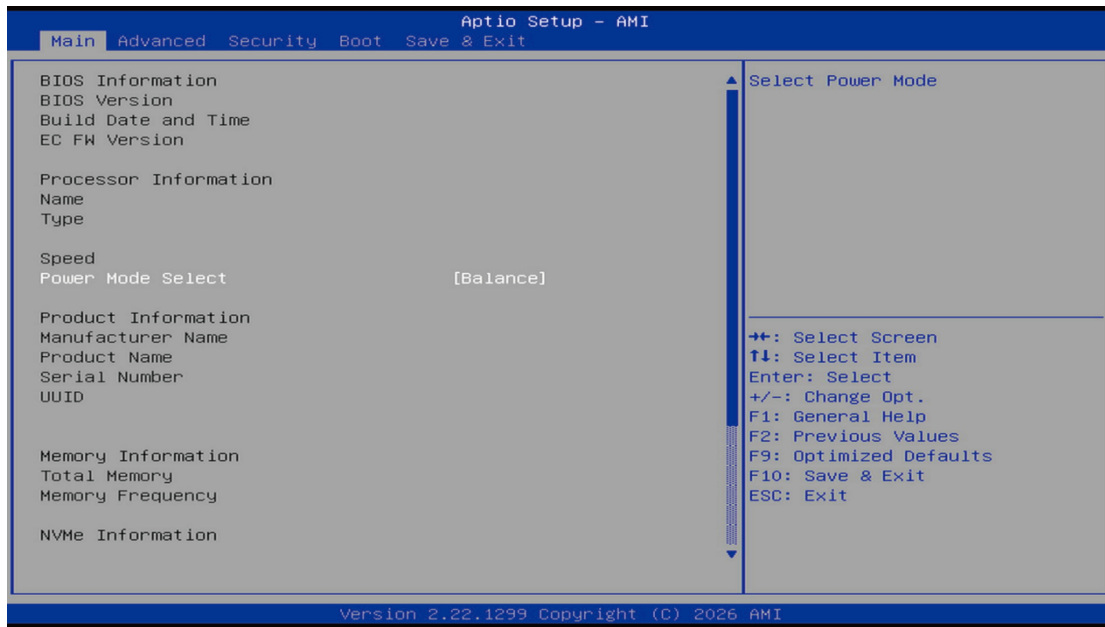 Aptio Setup – AMI
Main Advanced Security Boot Save & Exit
BIOS Information
BIOS Version
Build Date and Time
EC FW Version
Processor Information
Name
Type
Speed
Power Mode Select [Balance]
Product Information
Manufacturer Name
Product Name
Serial Number
UUID
Memory Information
Total Memory
Memory Frequency
NVMe Information
Select Power Mode
→←: Select Screen
↑↓: Select Item
Enter: Select
+/-: Change Opt.
F1: General Help
F2: Previous Values
F9: Optimized Defaults
F10: Save & Exit
ESC: Exit
Version 2.22.1299 Copyright (C) 2026 AMI